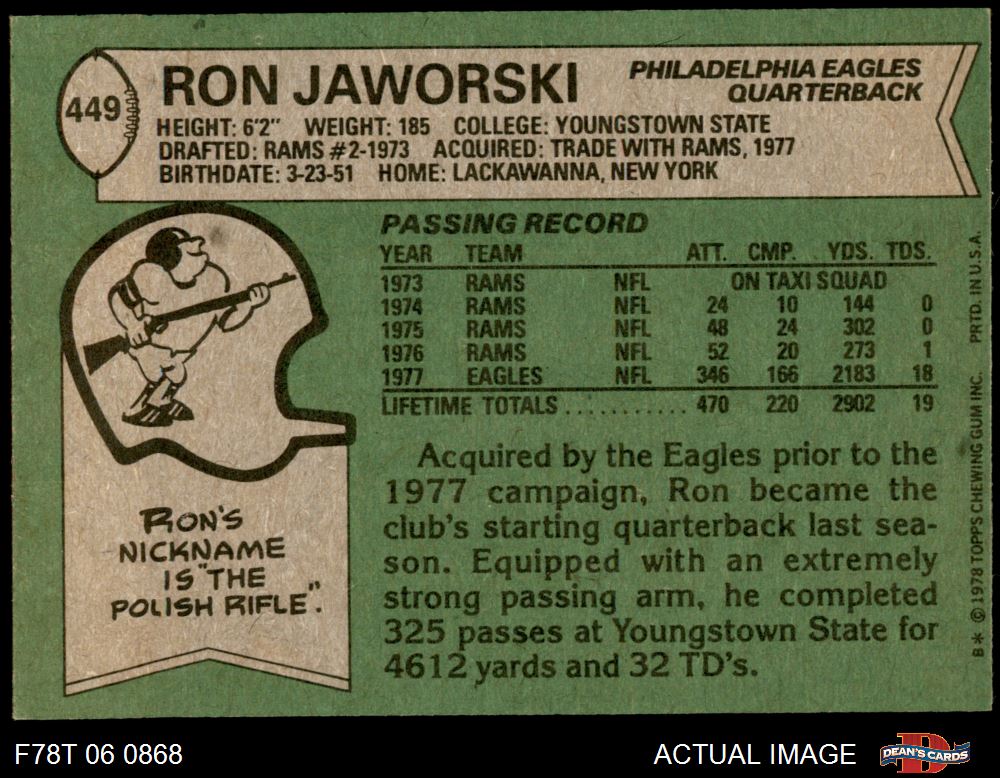 449
RON JAWORSKI
PHILADELPHIA EAGLES
QUARTERBACK
HEIGHT: 6'2" WEIGHT: 185 COLLEGE: YOUNGSTOWN STATE
DRAFTED: RAMS #2-1973 ACQUIRED: TRADE WITH RAMS, 1977
BIRTHDATE: 3-23-51 HOME: LACKAWANNA, NEW YORK
PASSING RECORD
YEAR TEAM ATT. CMP. YDS. TDS.
1973 RAMS NFL ON TAXI SQUAD
1974 RAMS NFL 24 10 144 0
1975 RAMS NFL 48 24 302 0
1976 RAMS NFL 52 20 273 1
1977 EAGLES NFL 346 166 2183 18
LIFETIME TOTALS . . . . . . . . . . . . 470 220 2902 19
RON'S
NICKNAME
IS "THE
POLISH RIFLE".
Acquired by the Eagles prior to the
1977 campaign, Ron became the
club's starting quarterback last sea-
son. Equipped with an extremely
strong passing arm, he completed
325 passes at Youngstown State for
4612 yards and 32 TD's.
B* © 1978 TOPPS CHEWING GUM INC. PRTD. IN U.S.A.
F78T 06 0868
ACTUAL IMAGE
DEAN'S CARDS